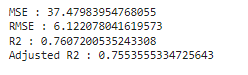 MSE : 37.47983954768055
RMSE : 6.122078041619573
R2 : 0.7607200535243308
Adjusted R2 : 0.7553555334725643